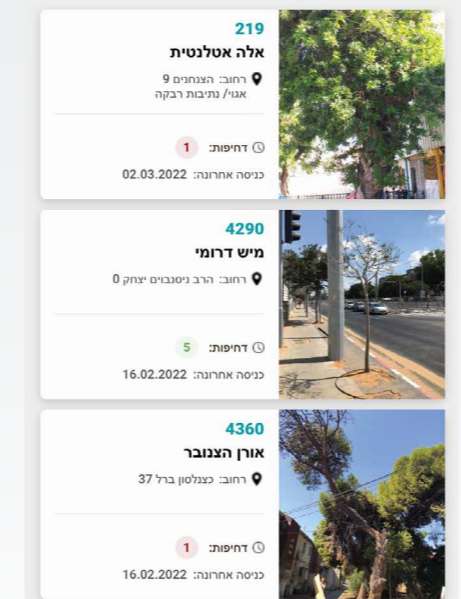 219
אלה אטלנטית
רחוב: הצנחנים 9
אגוי/ נתיבות רבקה
דחיפות: 1
כניסה אחרונה: 02.03.2022
4290
מיש דרומי
רחוב: הרב ניסנבוים יצחק 0
דחיפות: 5
כניסה אחרונה: 16.02.2022
4360
אורן הצנובר
רחוב: כצנלסון ברל 37
דחיפות: 1
כניסה אחרונה: 16.02.2022